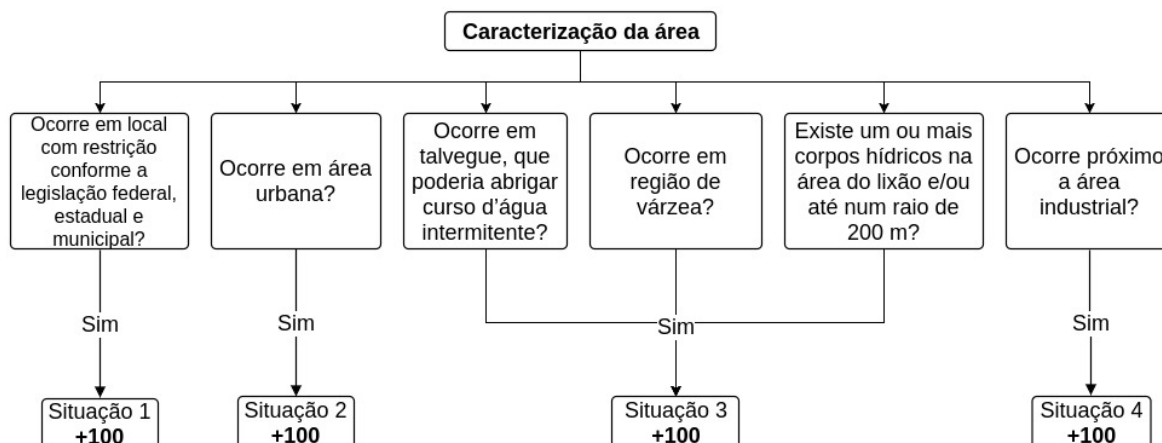 Caracterização da área
Ocorre em local
com restrição
conforme a
legislação federal,
estadual e
municipal?
Ocorre em área
urbana?
Ocorre em
talvegue, que
poderia abrigar
curso d'água
intermitente?
Ocorre em
região de
várzea?
Existe um ou mais
corpos hídricos na
área do lixão e/ou
até num raio de
200 m?
Ocorre próximo
a área
industrial?
Sim
Sim
Sim
Sim
Situação 1
+100
Situação 2
+100
Situação 3
+100
Situação 4
+100